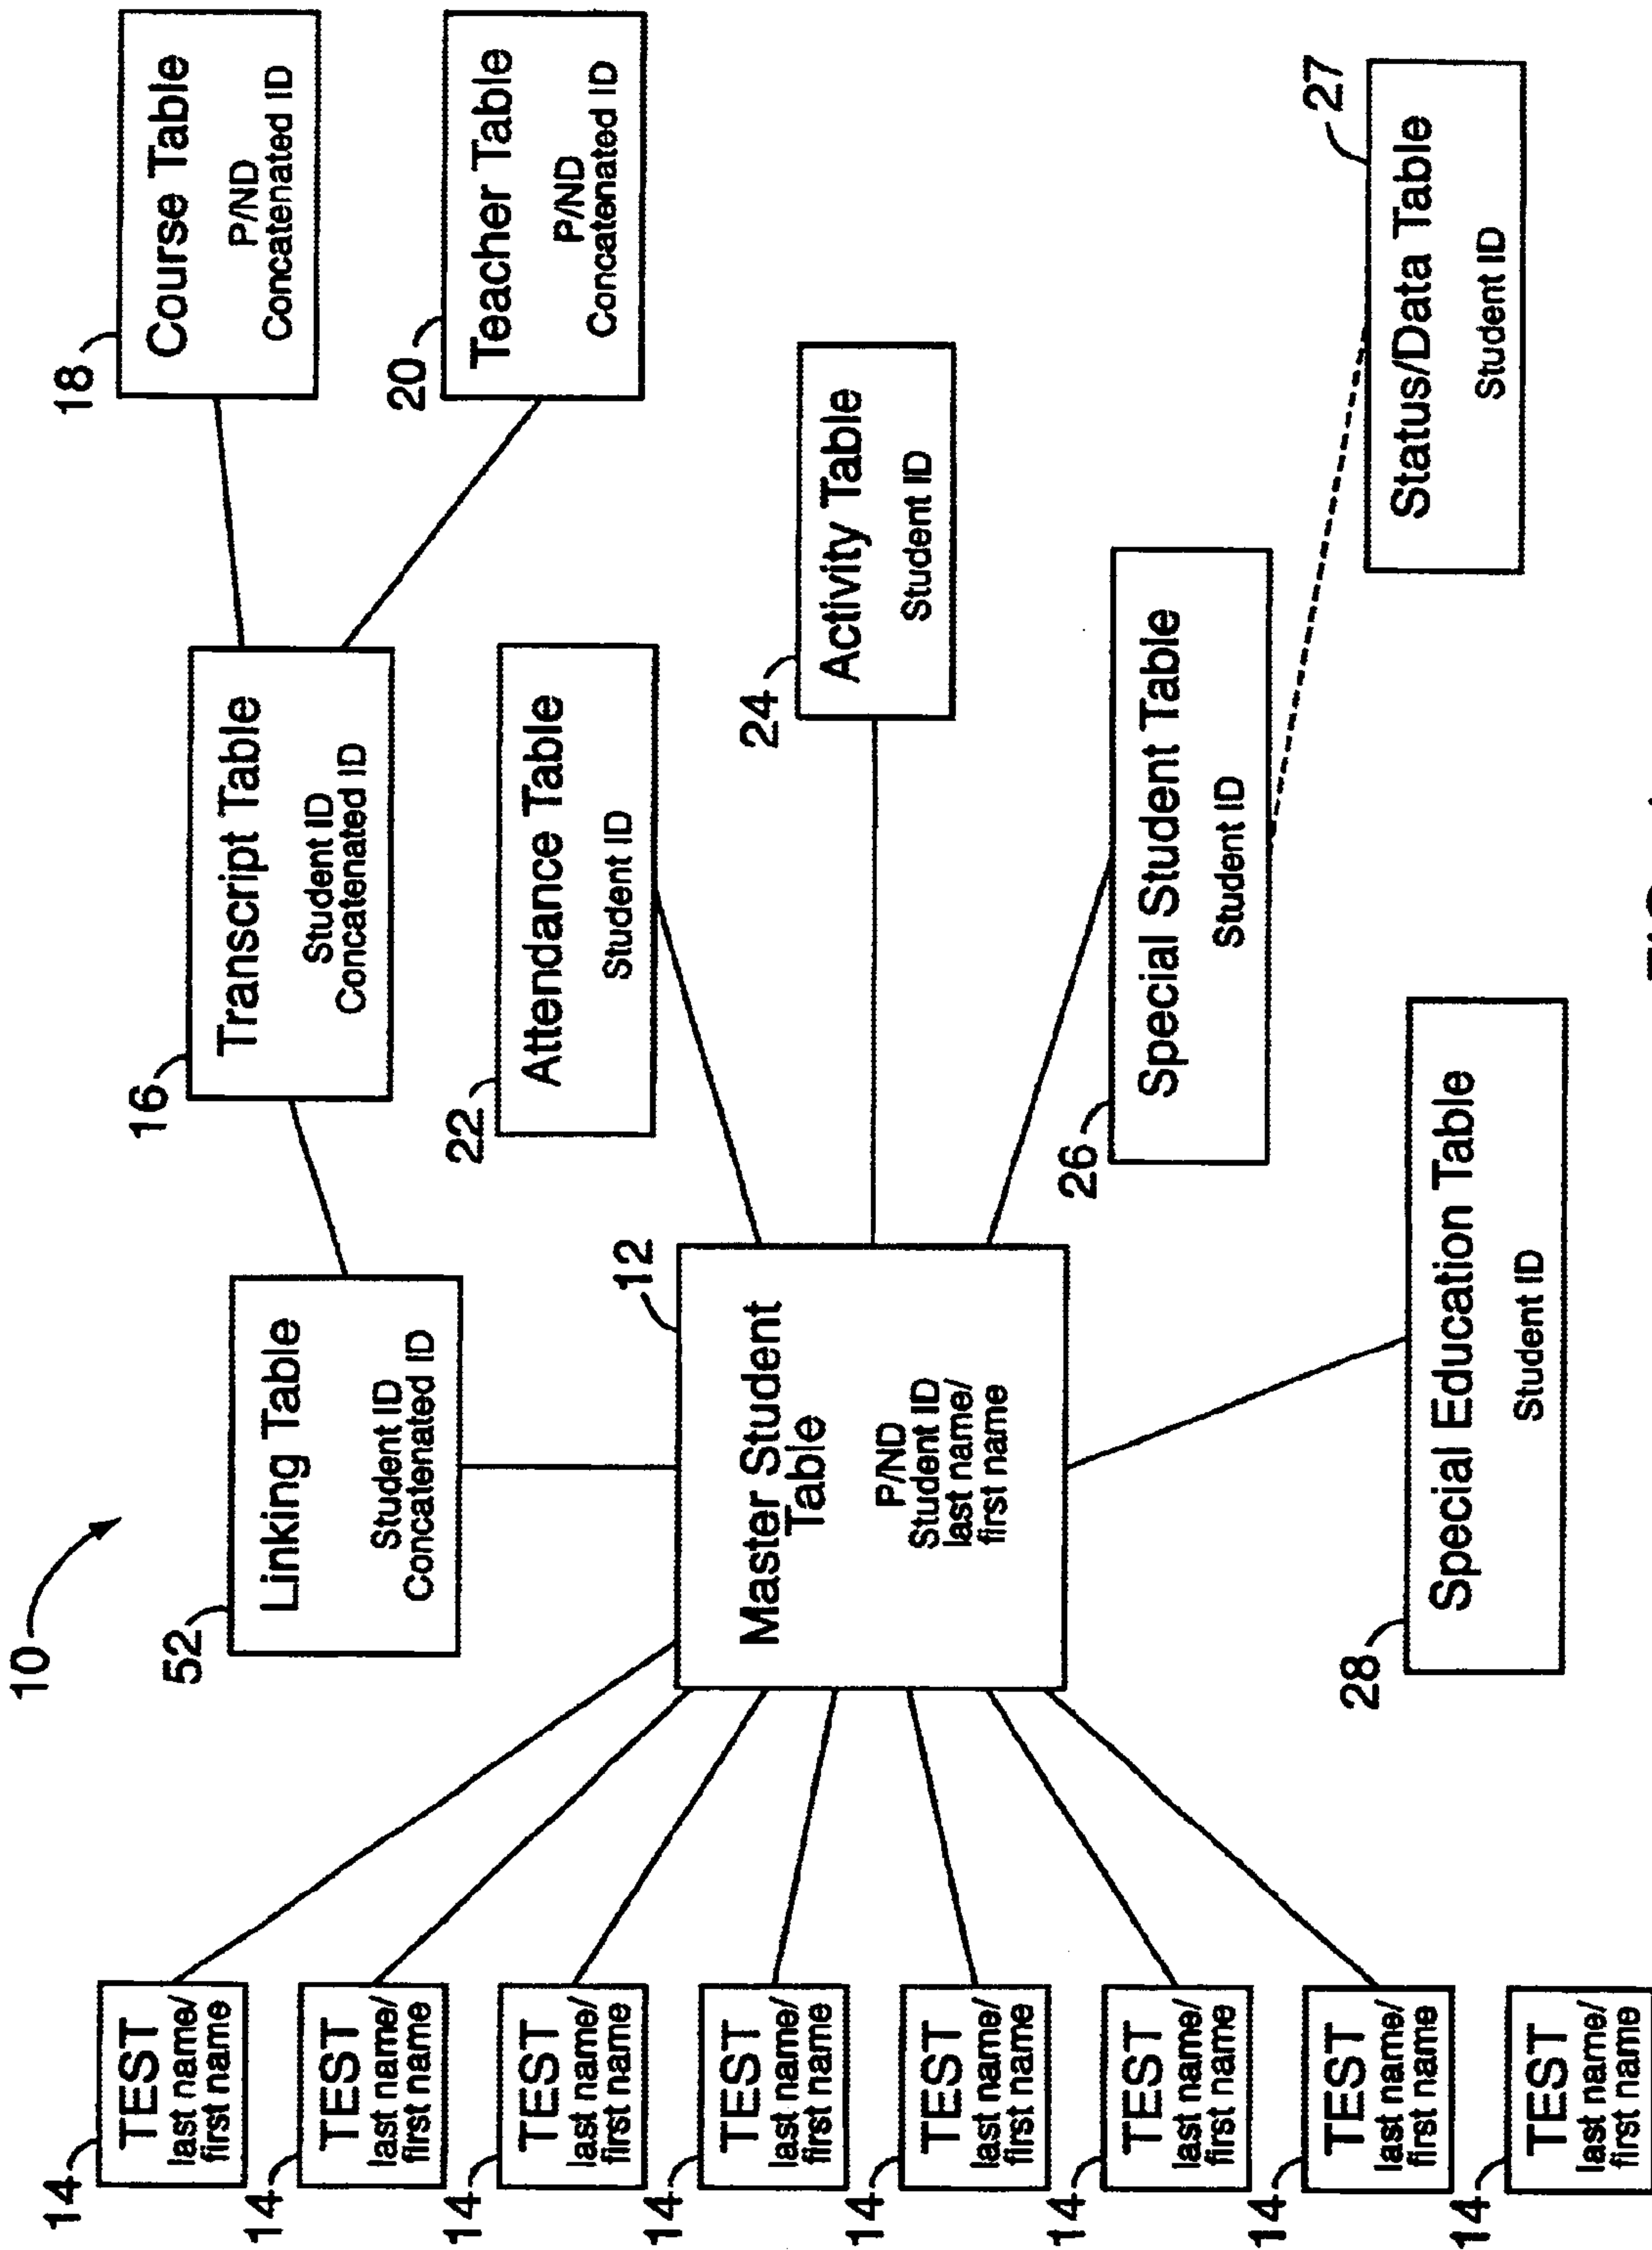 10
52
Linking Table
Student ID
Concatenated ID
16
Transcript Table
Student ID
Concatenated ID
18
Course Table
P/ND
Concatenated ID
20
Teacher Table
P/ND
Concatenated ID
22
Attendance Table
Student ID
24
Activity Table
Student ID
12
Master Student
Table
P/ND
Student ID
last name/
first name
26
Special Student Table
Student ID
27
Status/Data Table
Student ID
28
Special Education Table
Student ID
14
TEST
last name/
first name
14
TEST
last name/
first name
14
TEST
last name/
first name
14
TEST
last name/
first name
14
TEST
last name/
first name
14
TEST
last name/
first name
14
TEST
last name/
first name
14
TEST
last name/
first name